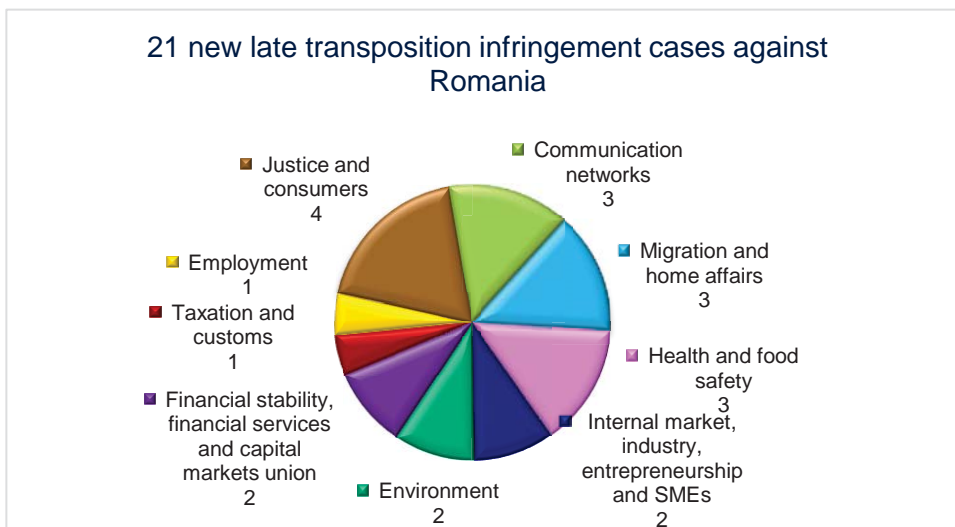 21 new late transposition infringement cases against
Romania
Communication
networks
3
Migration and
home affairs
3
Health and food
safety
3
Internal market,
industry,
entrepreneurship
and SMEs
2
Environment
2
Financial stability,
financial services
and capital
markets union
2
Taxation and
customs
1
Employment
1
Justice and
consumers
4